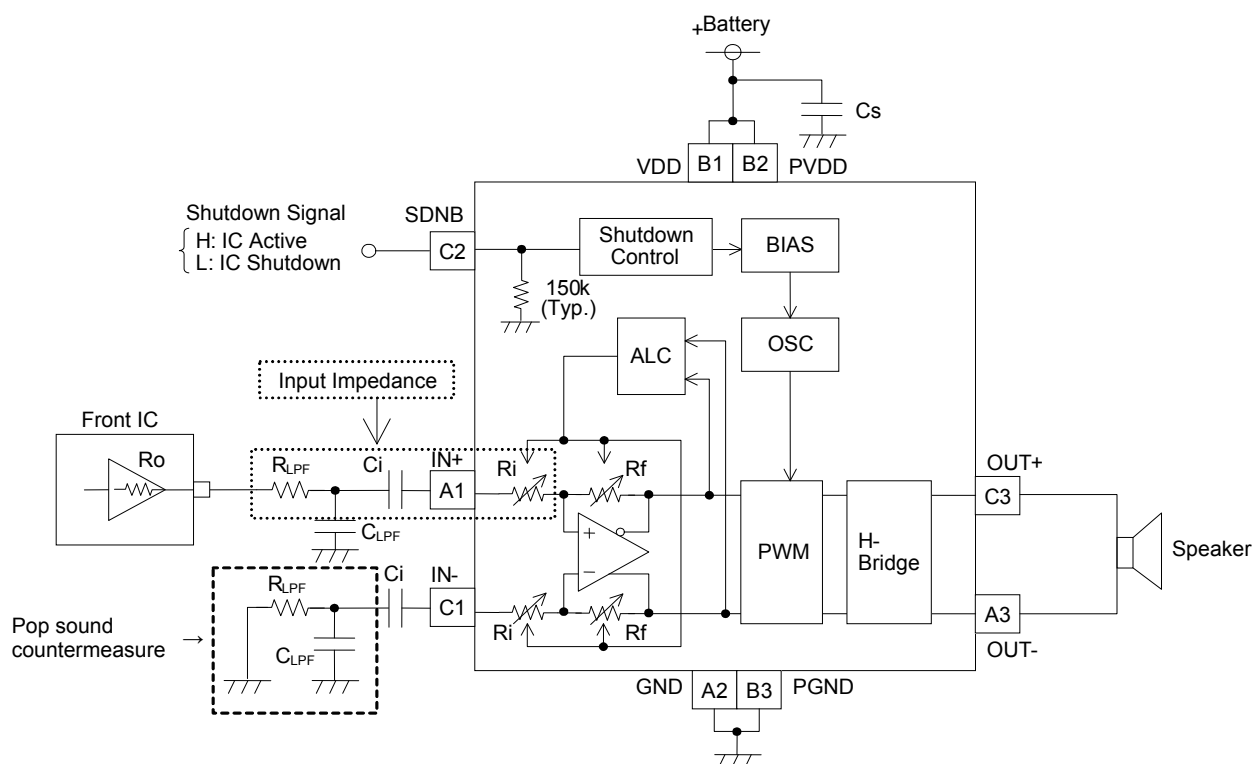 +Battery
Cs
VDD
B1
B2
PVDD
Shutdown Signal
H: IC Active
L: IC Shutdown
SDNB
C2
Shutdown
Control
BIAS
150k
(Typ.)
OSC
ALC
Input Impedance
Front IC
Ro
RLPF
Ci
IN+
A1
Ri
Rf
OUT+
C3
CLPF
+
−
PWM
H-
Bridge
Speaker
RLPF
Ci
IN-
C1
Ri
Rf
A3
OUT-
Pop sound
countermeasure →
CLPF
GND
A2
B3
PGND